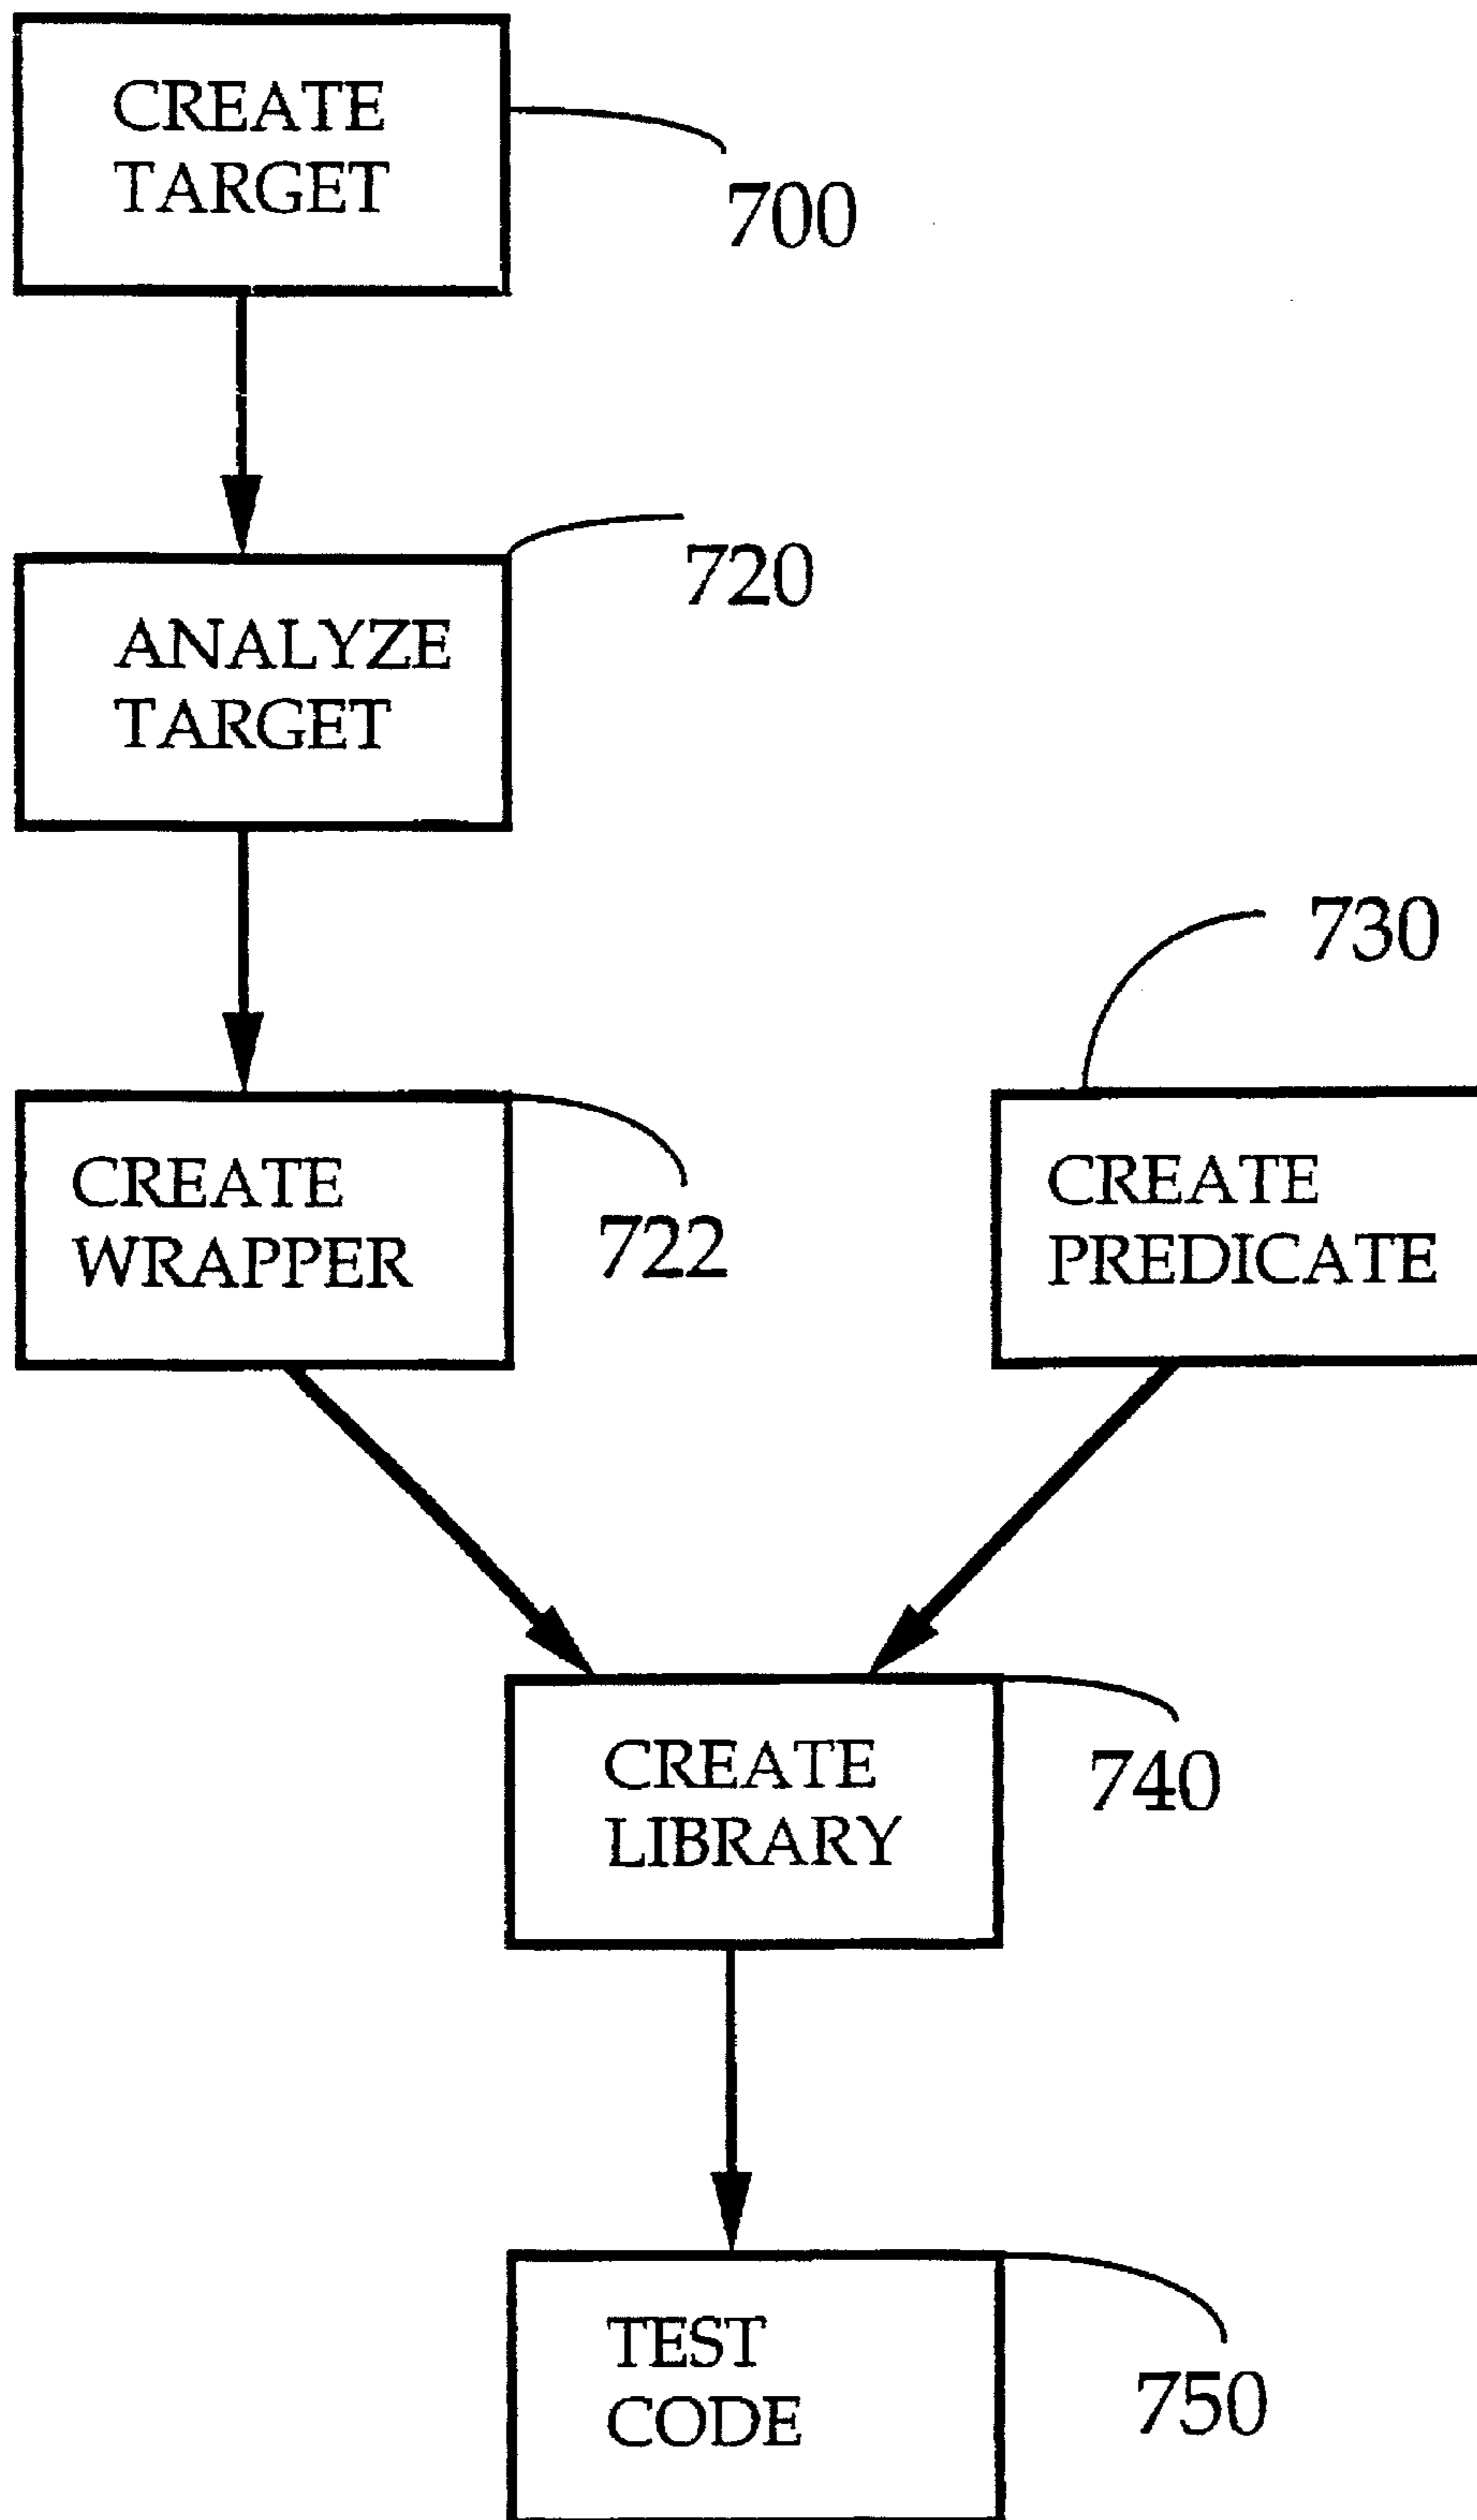 CREATE
TARGET
700
720
ANALYZE
TARGET
730
CREATE
WRAPPER
722
CREATE
PREDICATE
CREATE
LIBRARY
740
TEST
CODE
750